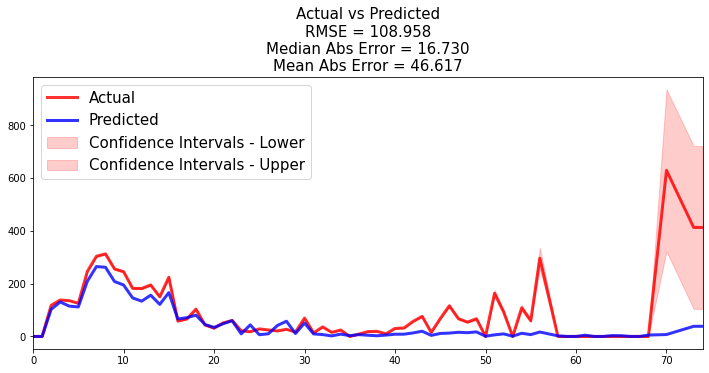 Actual vs Predicted
RMSE = 108.958
Median Abs Error = 16.730
Mean Abs Error = 46.617
Actual
Predicted
Confidence Intervals - Lower
Confidence Intervals - Upper
800
600
400
200
0
0 10 20 30 40 50 60 70